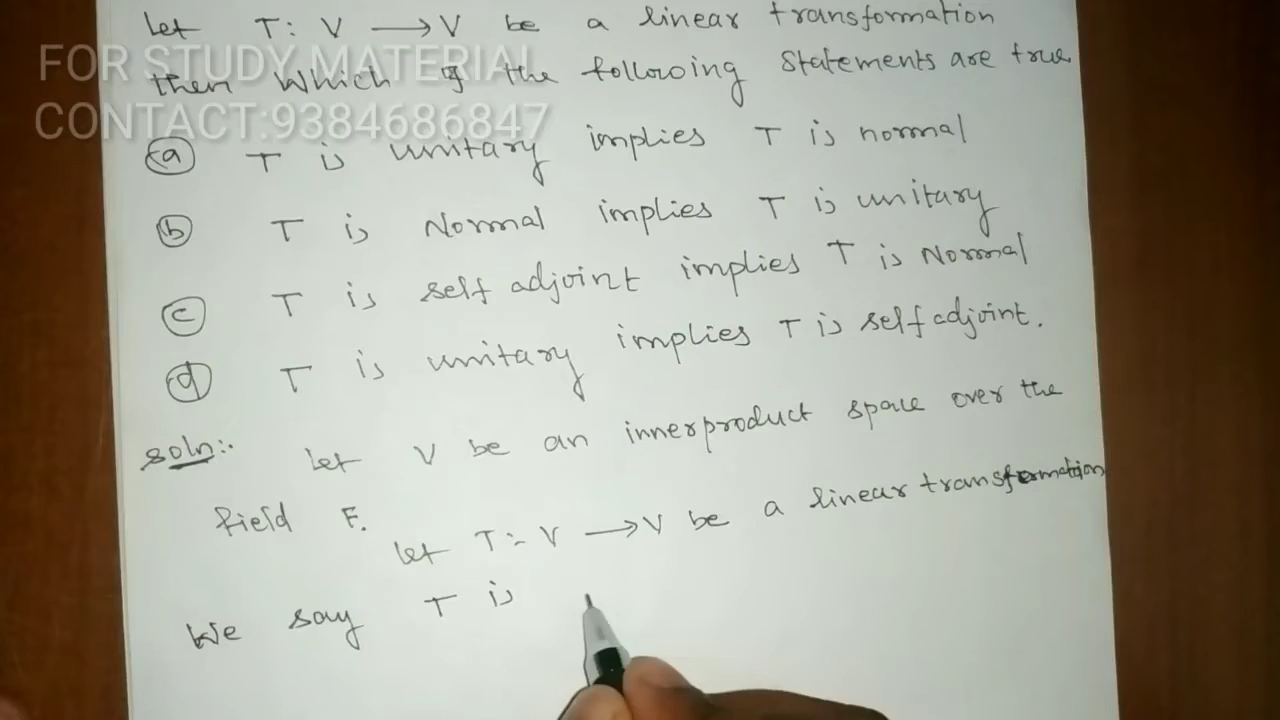 Let T: V ⟶ V be a linear transformation
then Which of the following Statements are true
FOR STUDY MATERIAL
CONTACT:9384686847
(a) T is unitary implies T is normal
(b) T is Normal implies T is unitary
(c) T is self adjoint implies T is Normal
(d) T is unitary implies T is selfadjoint.
Soln:- Let V be an innerproduct space over the
field F.
Let T:- V ⟶ V be a linear transformation
We say T is